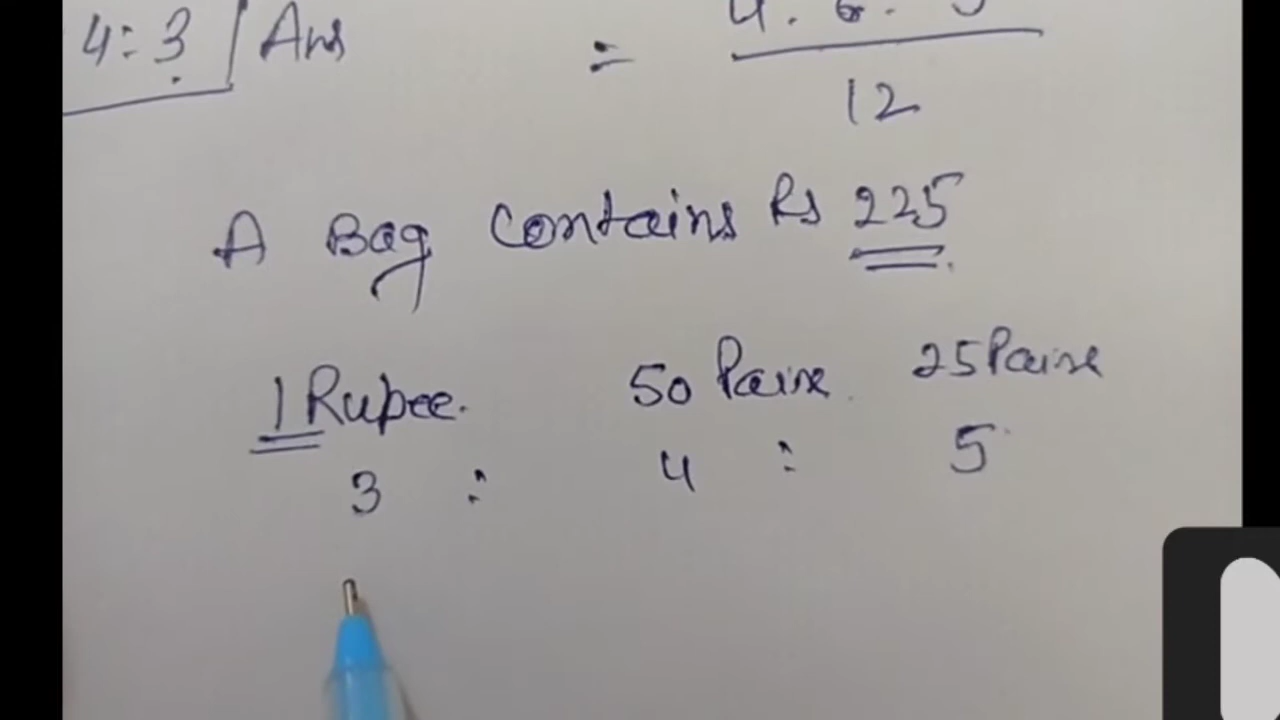 4:3 Ans
=
12
A Bag contains Rs 225
1 Rupee. 50 Paise 25 Paise
3 : 4 : 5